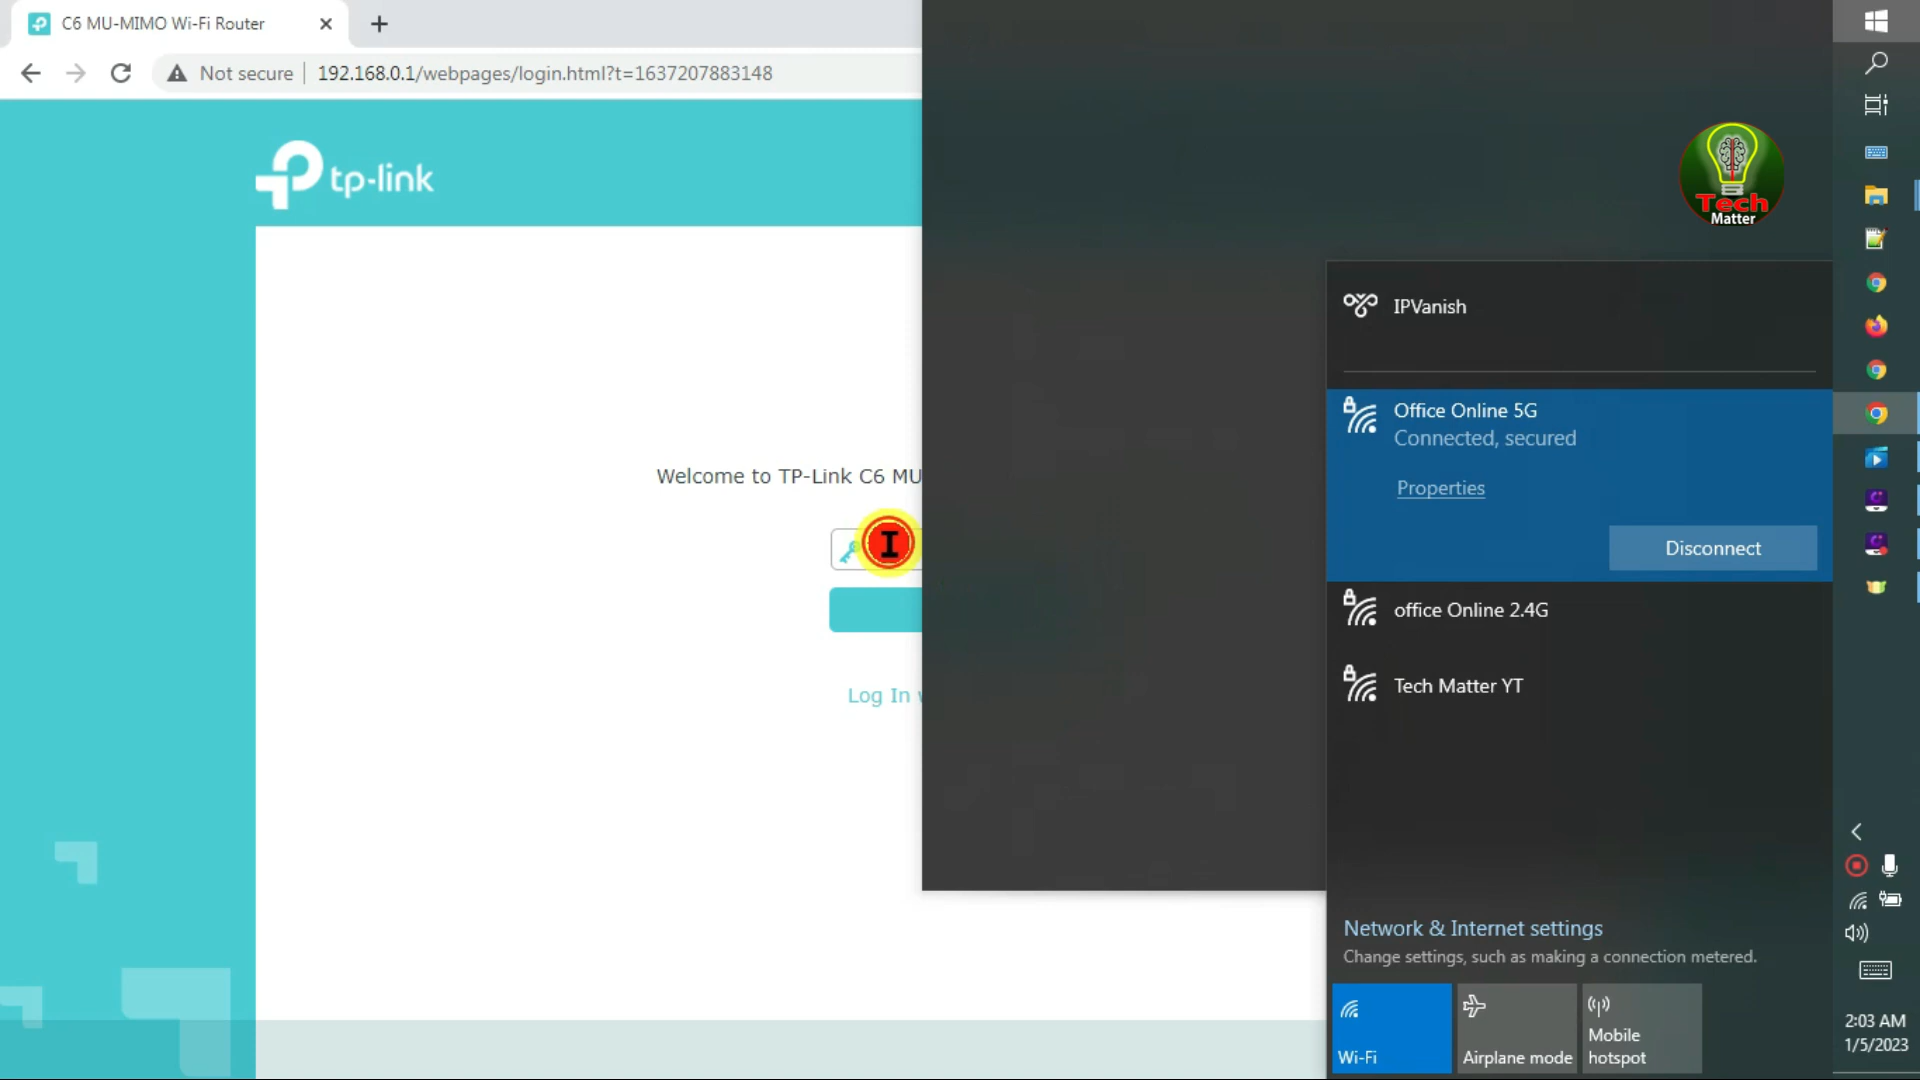 C6 MU-MIMO Wi-Fi Router
Not secure
192.168.0.1/webpages/login.html?t=1637207883148
tp-link
Welcome to TP-Link C6 MU
Log In
Tech
Matter
IPVanish
Office Online 5G
Connected, secured
Properties
Disconnect
office Online 2.4G
Tech Matter YT
Network & Internet settings
Change settings, such as making a connection metered.
Wi-Fi
Airplane mode
Mobile
hotspot
2:03 AM
1/5/2023